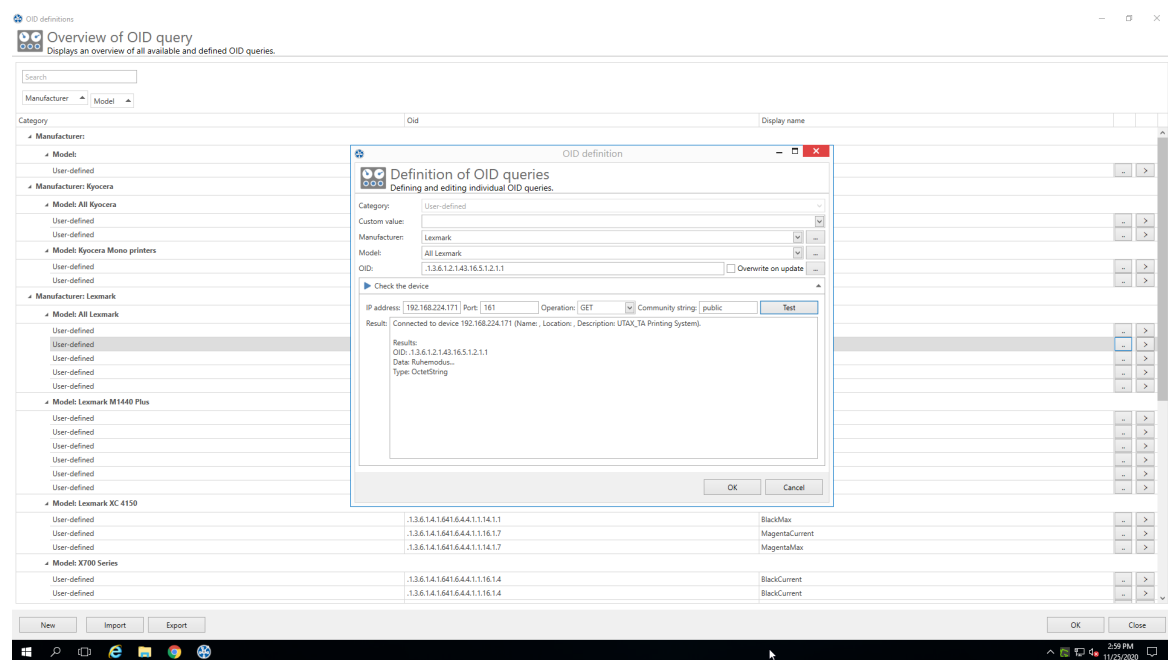 OID definitions
Overview of OID query
Displays an overview of all available and defined OID queries.
Search
Manufacturer Model
Category Oid Display name
Manufacturer:
Model:
User-defined
Manufacturer: Kyocera
Model: All Kyocera
User-defined
User-defined
Model: Kyocera Mono printers
User-defined
User-defined
Manufacturer: Lexmark
Model: All Lexmark
User-defined
User-defined
User-defined
User-defined
User-defined
Model: Lexmark M1440 Plus
User-defined
User-defined
User-defined
User-defined
User-defined
User-defined
Model: Lexmark XC 4150
User-defined .1.3.6.1.4.1.641.6.4.4.1.1.14.1.1 BlackMax
User-defined .1.3.6.1.4.1.641.6.4.4.1.1.16.1.7 MagentaCurrent
User-defined .1.3.6.1.4.1.641.6.4.4.1.1.14.1.7 MagentaMax
Model: X700 Series
User-defined .1.3.6.1.4.1.641.6.4.4.1.1.16.1.4 BlackCurrent
User-defined .1.3.6.1.4.1.641.6.4.4.1.1.16.1.4 BlackCurrent
OID definition
Definition of OID queries
Defining and editing individual OID queries.
Category: User-defined
Custom value:
Manufacturer: Lexmark ...
Model: All Lexmark ...
OID: .1.3.6.1.2.1.43.16.5.1.2.1.1 Overwrite on update ...
Check the device
IP address: 192.168.224.171 Port: 161 Operation: GET Community string: public Test
Result: Connected to device 192.168.224.171 (Name: , Location: , Description: UTAX_TA Printing System).
Results:
OID: .1.3.6.1.2.1.43.16.5.1.2.1.1
Data: Ruhemodus...
Type: OctetString
OK Cancel
New Import Export OK Close
2:59 PM
11/25/2020